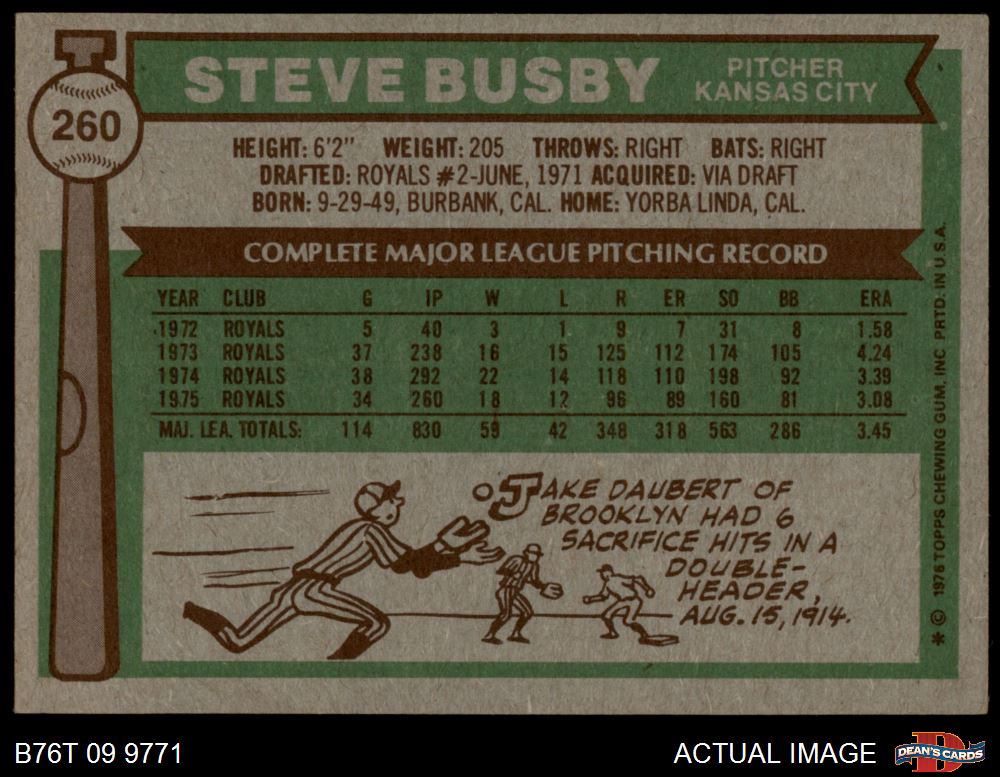 260
STEVE BUSBY
PITCHER
KANSAS CITY
HEIGHT: 6'2" WEIGHT: 205 THROWS: RIGHT BATS: RIGHT
DRAFTED: ROYALS #2-JUNE, 1971 ACQUIRED: VIA DRAFT
BORN: 9-29-49, BURBANK, CAL. HOME: YORBA LINDA, CAL.
COMPLETE MAJOR LEAGUE PITCHING RECORD
YEAR CLUB G IP W L R ER SO BB ERA
1972 ROYALS 5 40 3 1 9 7 31 8 1.58
1973 ROYALS 37 238 16 15 125 112 174 105 4.24
1974 ROYALS 38 292 22 14 118 110 198 92 3.39
1975 ROYALS 34 260 18 12 96 89 160 81 3.08
MAJ. LEA. TOTALS: 114 830 59 42 348 318 563 286 3.45
JAKE DAUBERT OF
BROOKLYN HAD 6
SACRIFICE HITS IN A
DOUBLE-
HEADER,
AUG. 15, 1914.
* © 1976 TOPPS CHEWING GUM, INC. PRTD. IN U.S.A.
B76T 09 9771
ACTUAL IMAGE
DEAN'S CARDS